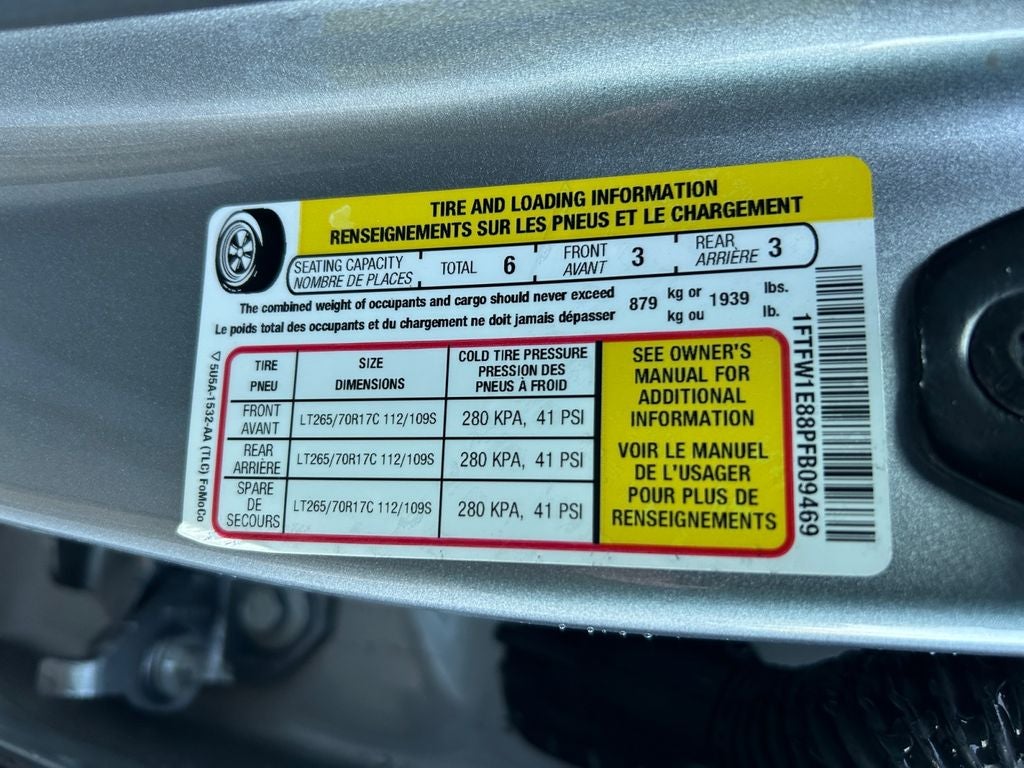 TIRE AND LOADING INFORMATION
RENSEIGNEMENTS SUR LES PNEUS ET LE CHARGEMENT
SEATING CAPACITY
NOMBRE DE PLACES
TOTAL 6
FRONT
AVANT
3
REAR
ARRIÈRE
3
The combined weight of occupants and cargo should never exceed
Le poids total des occupants et du chargement ne doit jamais dépasser
879
kg or
kg ou
1939
lbs.
lb.
TIRE
PNEU
SIZE
DIMENSIONS
COLD TIRE PRESSURE
PRESSION DES
PNEUS À FROID
FRONT
AVANT
LT265/70R17C 112/109S
280 KPA, 41 PSI
REAR
ARRIÈRE
LT265/70R17C 112/109S
280 KPA, 41 PSI
SPARE
DE
SECOURS
LT265/70R17C 112/109S
280 KPA, 41 PSI
SEE OWNER'S
MANUAL FOR
ADDITIONAL
INFORMATION
VOIR LE MANUEL
DE L'USAGER
POUR PLUS DE
RENSEIGNEMENTS
1FTFW1E88PFB09469
5U5A-1532-AA (TLC) FoMoCo